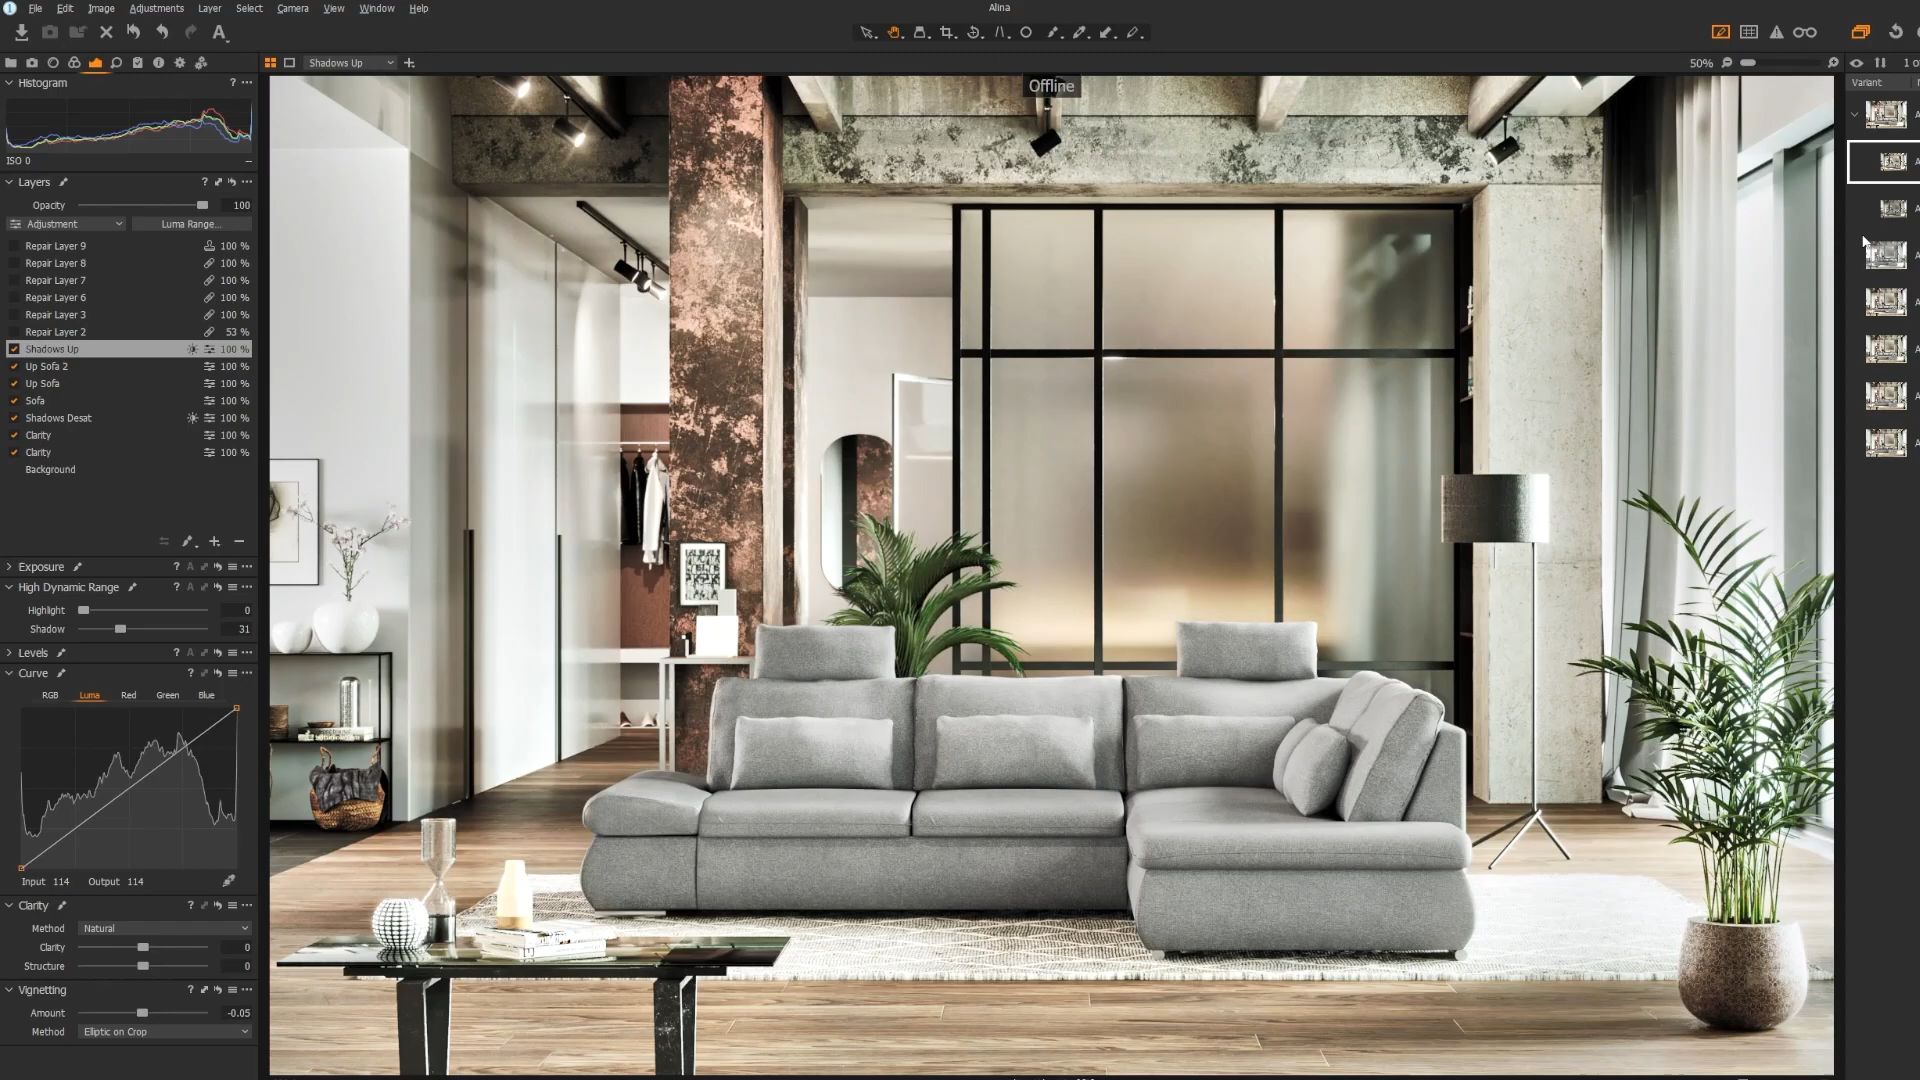 1 File Edit Image Adjustments Layer Select Camera View Window Help
Alina
A
Shadows Up
50%
1 o
Histogram ?
Variant
ISO 0
Offline
Layers ?
Opacity 100
Adjustment Luma Range...
Repair Layer 9 100 %
Repair Layer 8 100 %
Repair Layer 7 100 %
Repair Layer 6 100 %
Repair Layer 3 100 %
Repair Layer 2 53 %
Shadows Up 100 %
Up Sofa 2 100 %
Up Sofa 100 %
Sofa 100 %
Shadows Desat 100 %
Clarity 100 %
Clarity 100 %
Background
Exposure ? A
High Dynamic Range ? A
Highlight 0
Shadow 31
Levels ? A
Curve ?
RGB Luma Red Green Blue
Input 114 Output 114
Clarity ?
Method Natural
Clarity 0
Structure 0
Vignetting ?
Amount -0.05
Method Elliptic on Crop